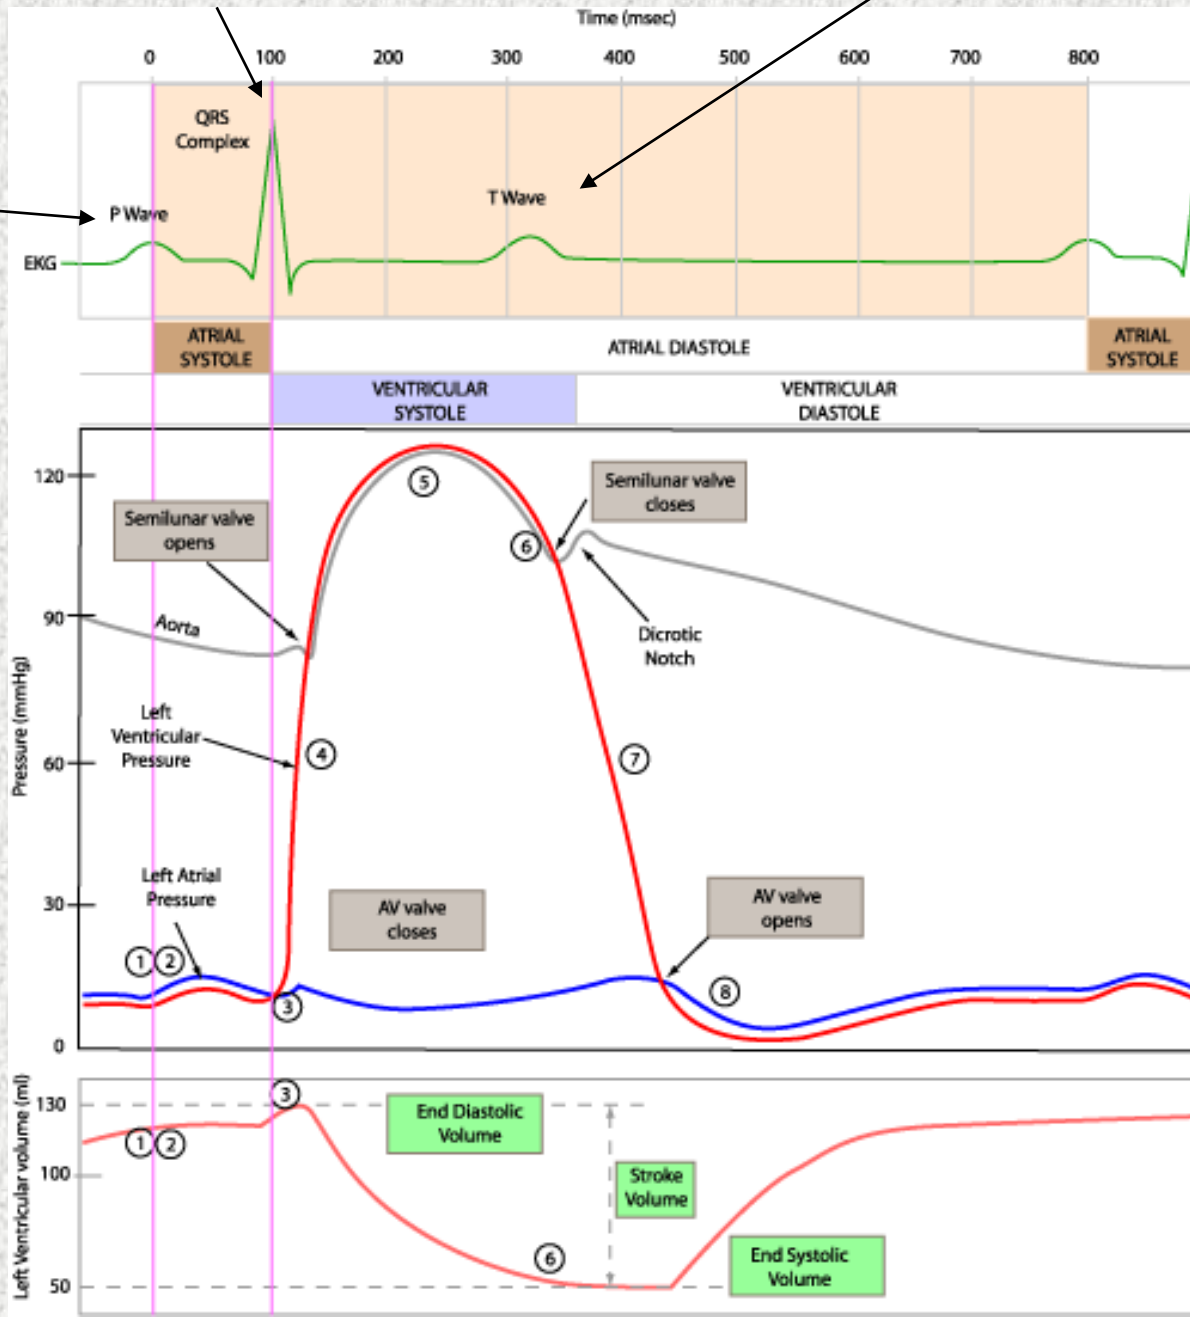 Time (msec)
0 100 200 300 400 500 600 700 800
QRS
Complex
T Wave
P Wave
EKG
ATRIAL
SYSTOLE
ATRIAL DIASTOLE
ATRIAL
SYSTOLE
VENTRICULAR
SYSTOLE
VENTRICULAR
DIASTOLE
Pressure (mmHg)
120
90
60
30
0
5
Semilunar valve
closes
Semilunar valve
opens
6
Aorta
Dicrotic
Notch
Left
Ventricular
Pressure
4
7
Left Atrial
Pressure
AV valve
closes
AV valve
opens
1 2
3
8
Left Ventricular volume (ml)
130
100
50
3
1 2
End Diastolic
Volume
Stroke
Volume
6
End Systolic
Volume